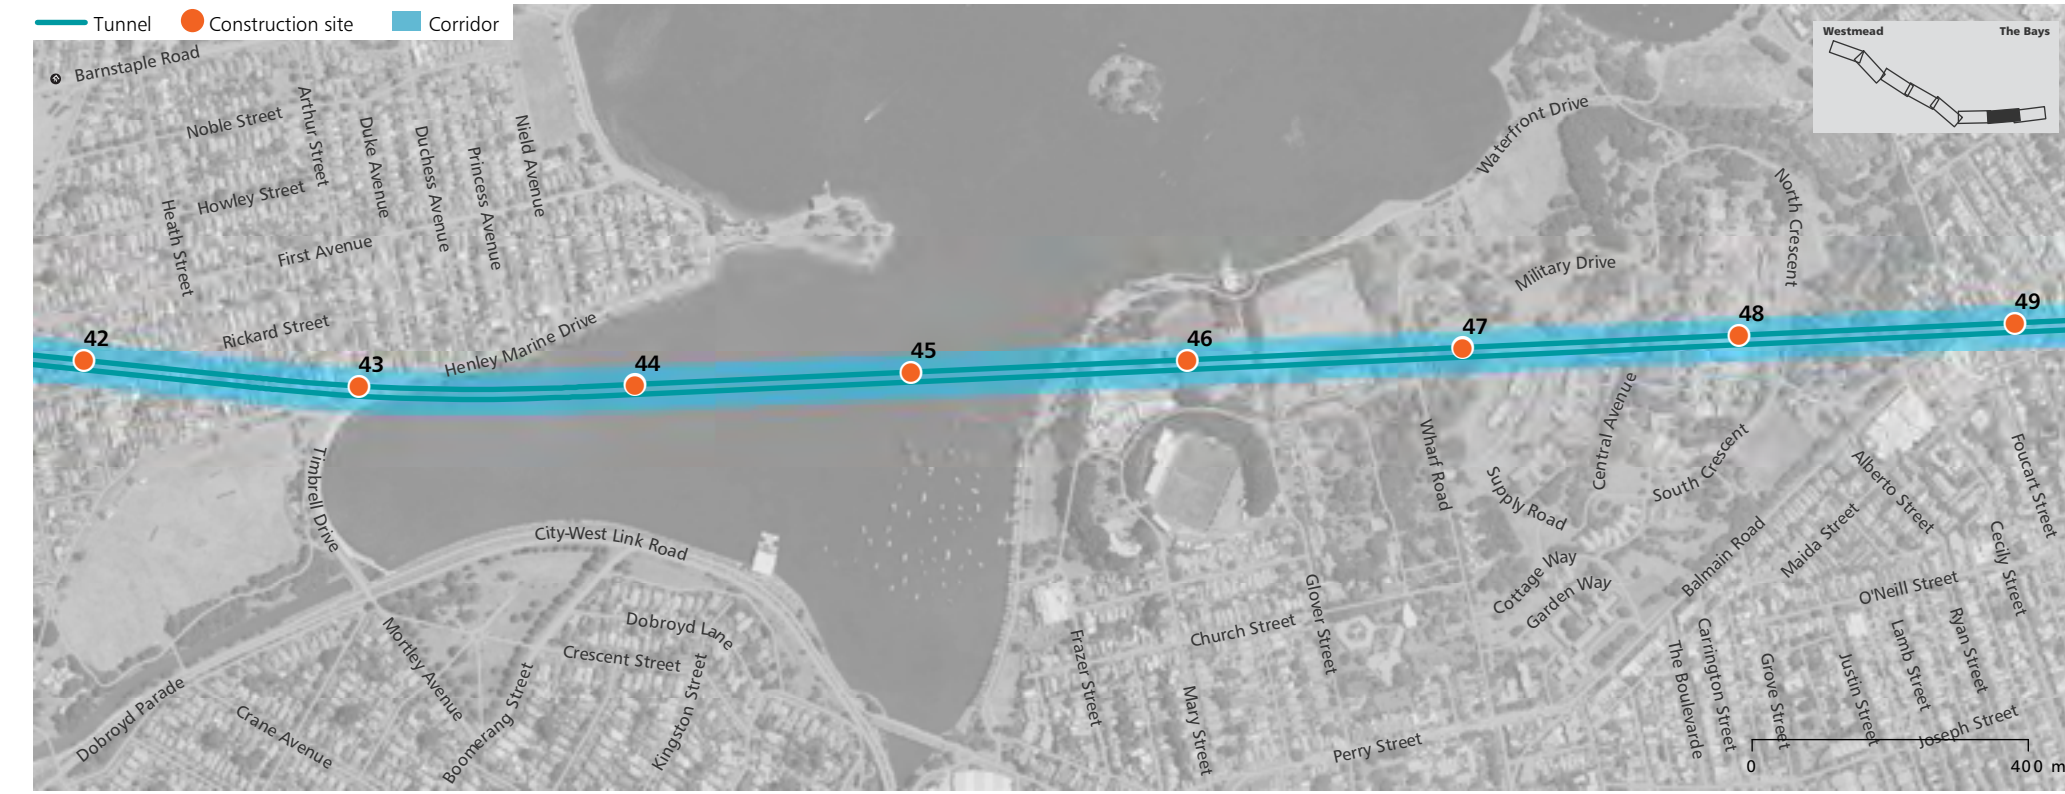 Tunnel
Construction site
Corridor
Westmead
The Bays
Barnstaple Road
Noble Street
Arthur Street
Duke Avenue
Duchess Avenue
Princess Avenue
Nield Avenue
Howley Street
Heath Street
First Avenue
Rickard Street
Henley Marine Drive
Waterfront Drive
North Crescent
Military Drive
42
43
44
45
46
47
48
49
Timbrell Drive
City-West Link Road
Wharf Road
Supply Road
Central Avenue
South Crescent
Alberto Street
Foucart Street
Cecily Street
Maida Street
Balmain Road
Cottage Way
Garden Way
O'Neill Street
Dobroyd Lane
Crescent Street
Kingston Street
Mortley Avenue
Boomerang Street
Dobroyd Parade
Crane Avenue
Frazer Street
Church Street
Glover Street
Mary Street
Perry Street
The Boulevarde
Carrington Street
Grove Street
Justin Street
Lamb Street
Ryan Street
Joseph Street
0
400 m